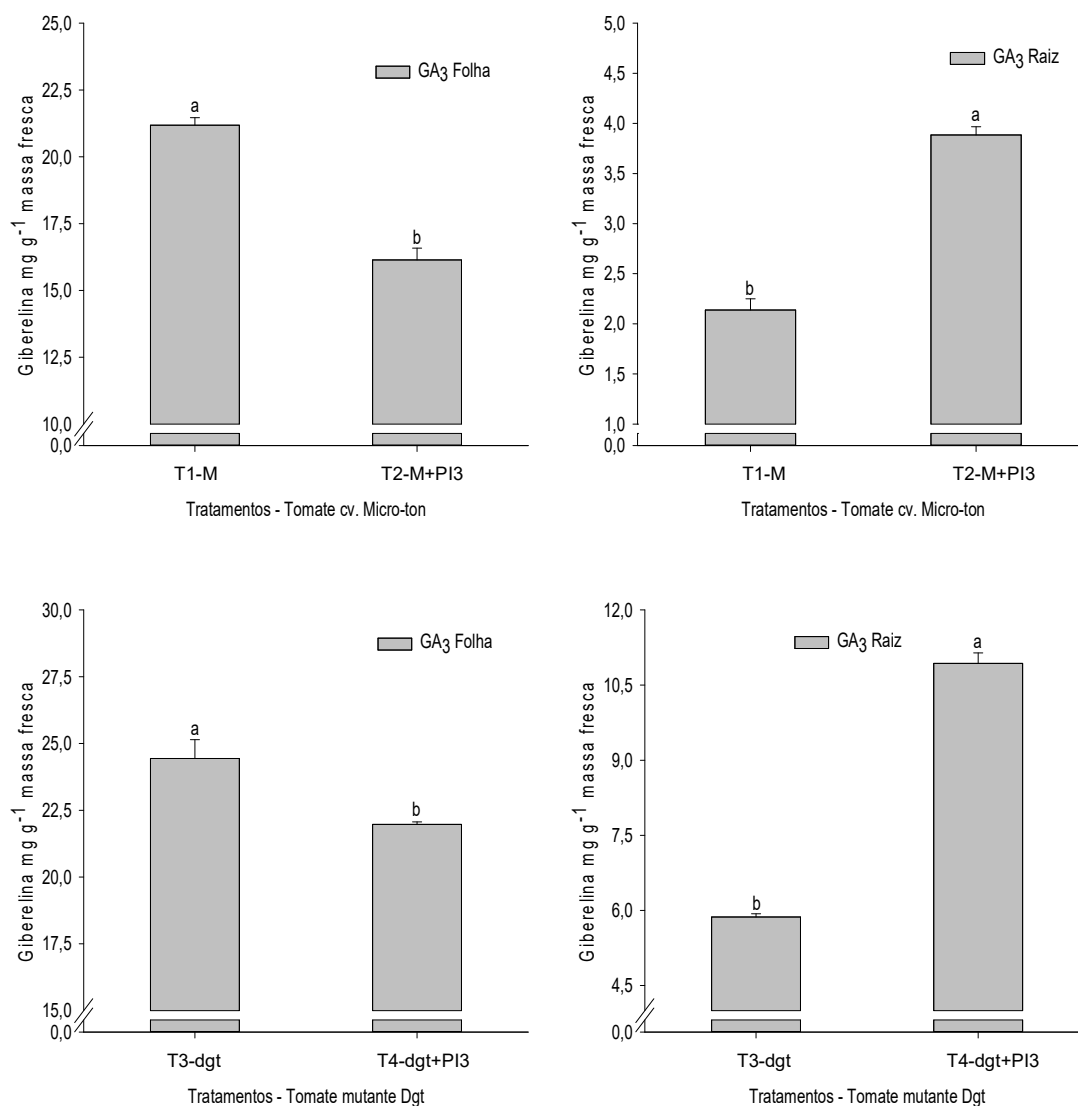 GA3 Folha
Giberelina mg g-1 massa fresca
25,0
22,5
20,0
17,5
15,0
12,5
10,0
0,0
a
b
T1-M T2-M+PI3
Tratamentos - Tomate cv. Micro-ton
GA3 Raiz
Giberelina mg g-1 massa fresca
5,0
4,5
4,0
3,5
3,0
2,5
2,0
1,5
1,0
0,0
b
a
T1-M T2-M+PI3
Tratamentos - Tomate cv. Micro-ton
GA3 Folha
Giberelina mg g-1 massa fresca
30,0
27,5
25,0
22,5
20,0
17,5
15,0
0,0
a
b
T3-dgt T4-dgt+PI3
Tratamentos - Tomate mutante Dgt
GA3 Raiz
Giberelina mg g-1 massa fresca
12,0
10,5
9,0
7,5
6,0
4,5
0,0
b
a
T3-dgt T4-dgt+PI3
Tratamentos - Tomate mutante Dgt